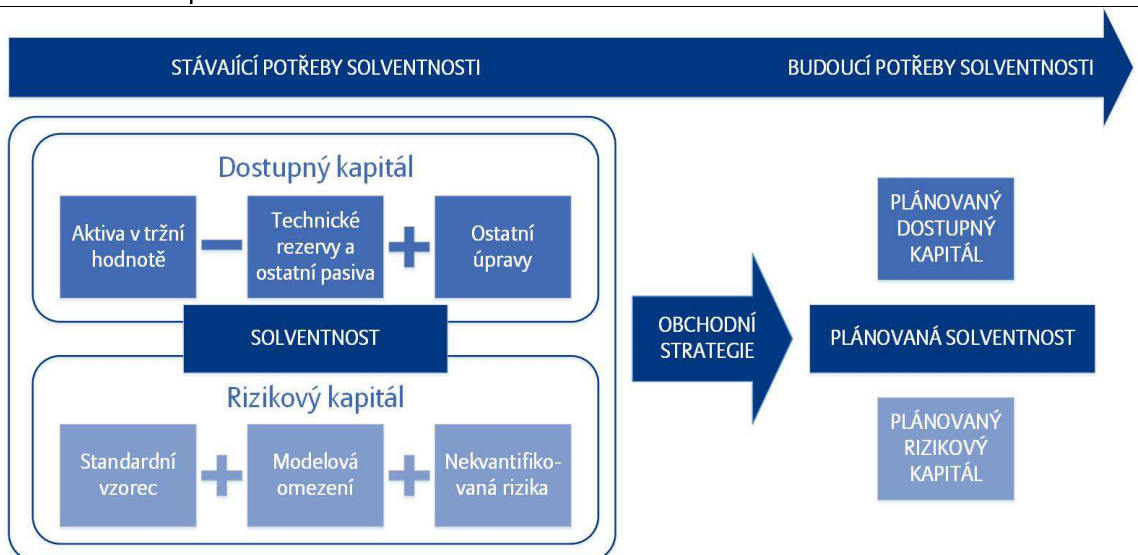 STÁVAJÍCÍ POTŘEBY SOLVENTNOSTI
BUDOUCÍ POTŘEBY SOLVENTNOSTI
Dostupný kapitál
Aktiva v tržní
hodnotě
Technické
rezervy a
ostatní pasiva
Ostatní
úpravy
SOLVENTNOST
Rizikový kapitál
Standardní
vzorec
Modelová
omezení
Nekvantifiko-
vaná rizika
OBCHODNÍ
STRATEGIE
PLÁNOVANÝ
DOSTUPNÝ
KAPITÁL
PLÁNOVANÁ SOLVENTNOST
PLÁNOVANÝ
RIZIKOVÝ
KAPITÁL